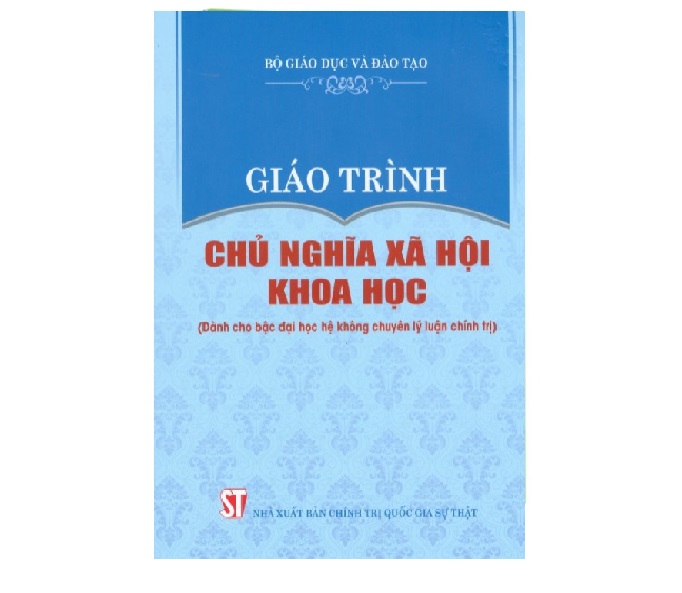 BỘ GIÁO DỤC VÀ ĐÀO TẠO
GIÁO TRÌNH
CHỦ NGHĨA XÃ HỘI
KHOA HỌC
(Dành cho bậc đại học hệ không chuyên lý luận chính trị)
ST
NHÀ XUẤT BẢN CHÍNH TRỊ QUỐC GIA SỰ THẬT